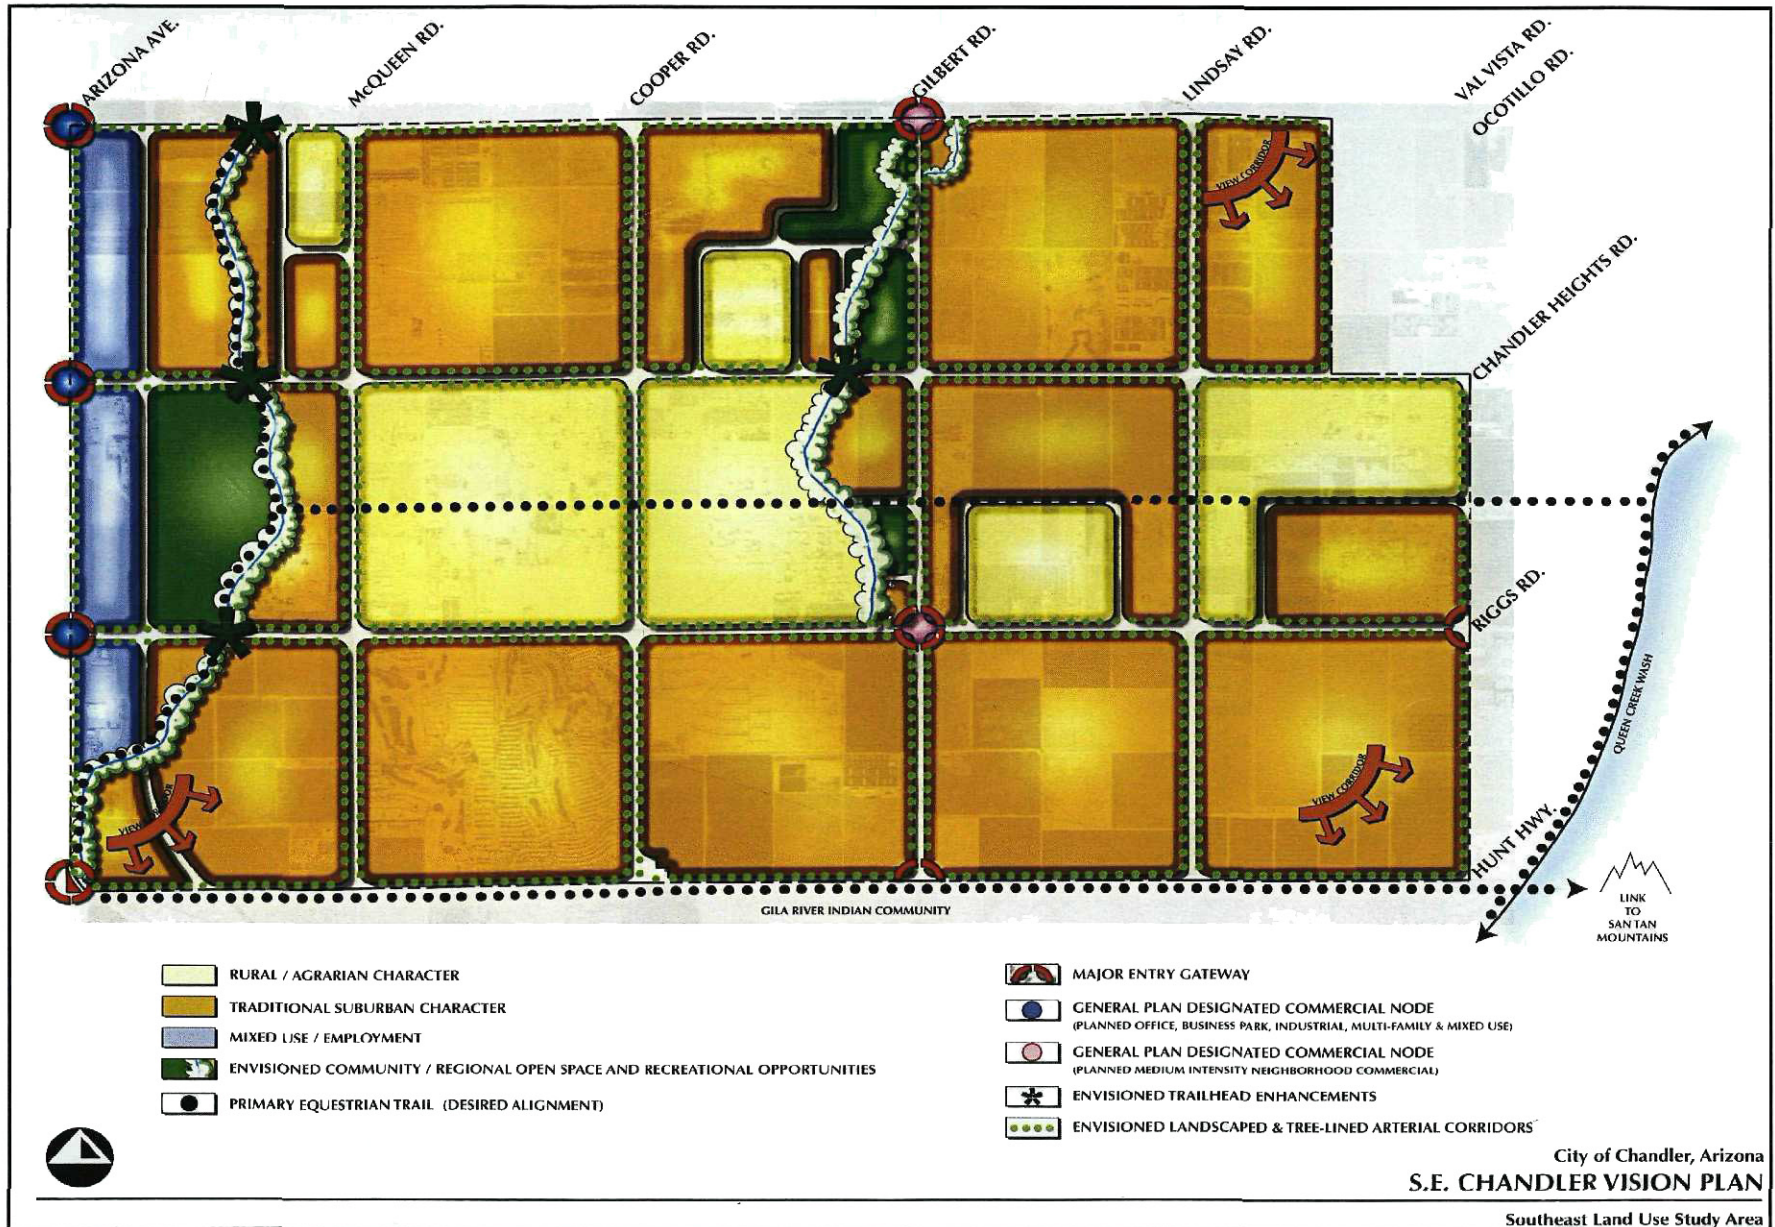 ARIZONA AVE.
McQUEEN RD.
COOPER RD.
GILBERT RD.
LINDSAY RD.
VAL VISTA RD.
OCOTILLO RD.
VIEW CORRIDOR
CHANDLER HEIGHTS RD.
RIGGS RD.
QUEEN CREEK WASH
VIEW CORRIDOR
VIEW CORRIDOR
HUNT HWY.
GILA RIVER INDIAN COMMUNITY
LINK
TO
SAN TAN
MOUNTAINS
RURAL / AGRARIAN CHARACTER
TRADITIONAL SUBURBAN CHARACTER
MIXED USE / EMPLOYMENT
ENVISIONED COMMUNITY / REGIONAL OPEN SPACE AND RECREATIONAL OPPORTUNITIES
PRIMARY EQUESTRIAN TRAIL (DESIRED ALIGNMENT)
MAJOR ENTRY GATEWAY
GENERAL PLAN DESIGNATED COMMERCIAL NODE
(PLANNED OFFICE, BUSINESS PARK, INDUSTRIAL, MULTI-FAMILY & MIXED USE)
GENERAL PLAN DESIGNATED COMMERCIAL NODE
(PLANNED MEDIUM INTENSITY NEIGHBORHOOD COMMERCIAL)
ENVISIONED TRAILHEAD ENHANCEMENTS
ENVISIONED LANDSCAPED & TREE-LINED ARTERIAL CORRIDORS
City of Chandler, Arizona
S.E. CHANDLER VISION PLAN
Southeast Land Use Study Area